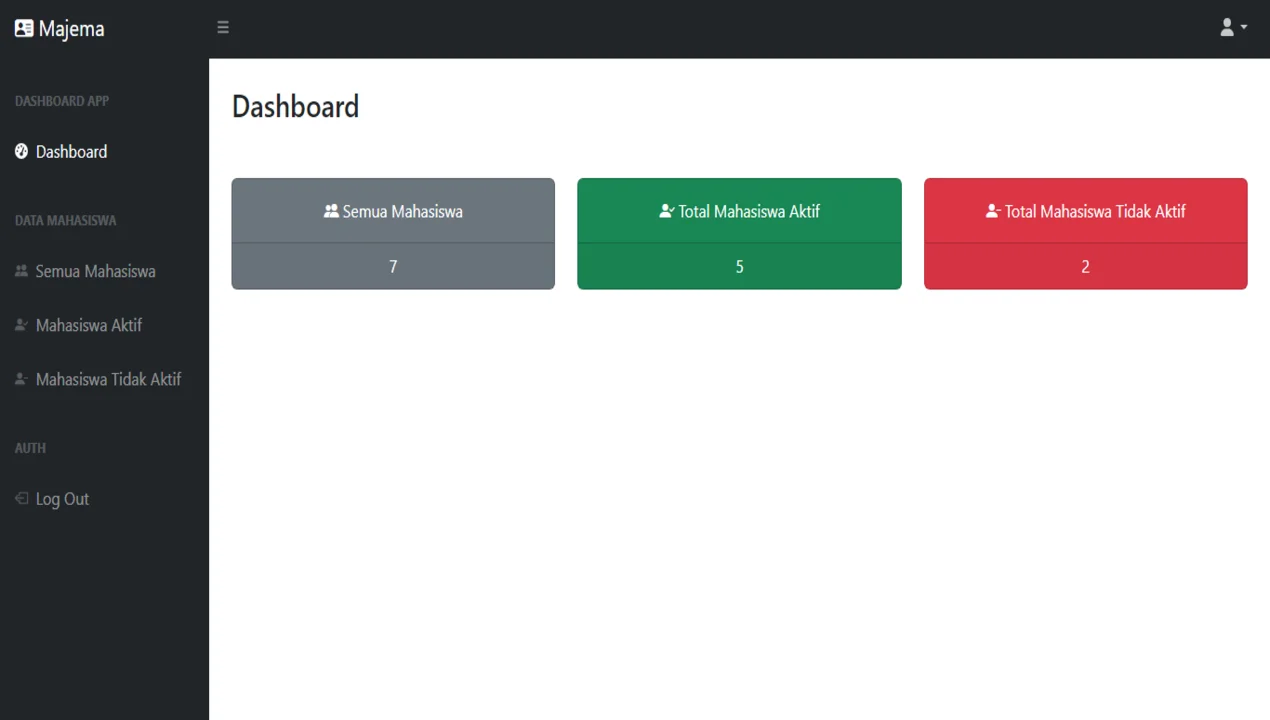 Majema
DASHBOARD APP
Dashboard
DATA MAHASISWA
Semua Mahasiswa
Mahasiswa Aktif
Mahasiswa Tidak Aktif
AUTH
Log Out
Dashboard
Semua Mahasiswa
7
Total Mahasiswa Aktif
5
Total Mahasiswa Tidak Aktif
2